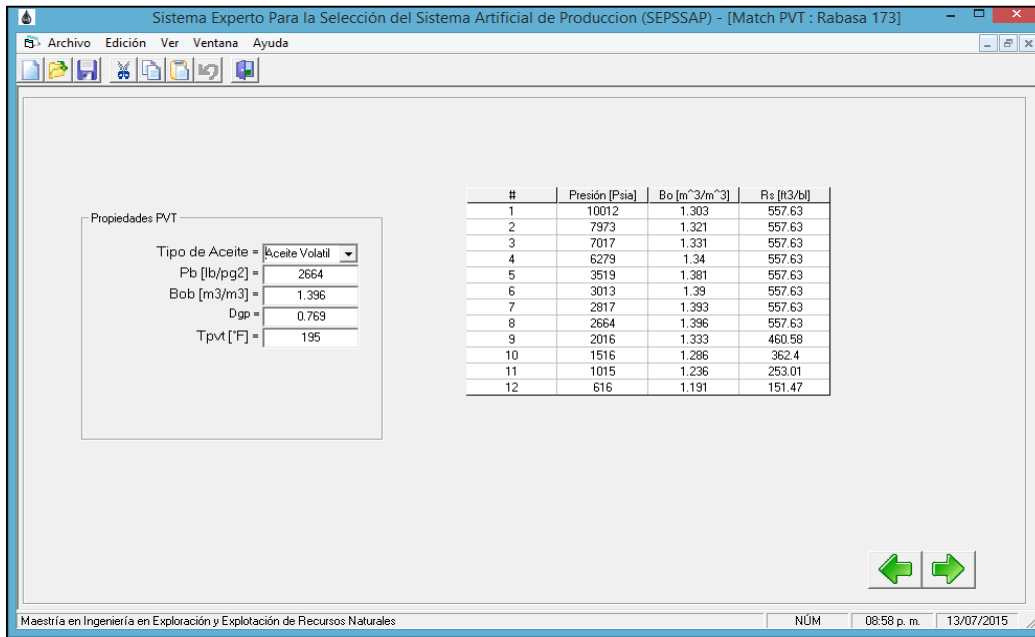 Sistema Experto Para la Selección del Sistema Artificial de Produccion (SEPSSAP) - [Match PVT : Rabasa 173]
Archivo Edición Ver Ventana Ayuda
Propiedades PVT
Tipo de Aceite = Aceite Volatil
Pb [lb/pg2] = 2664
Bob [m3/m3] = 1.396
Dgp = 0.769
Tpvt [°F] = 195
# Presión [Psia] Bo [m^3/m^3] Rs [ft3/bl]
1 10012 1.303 557.63
2 7973 1.321 557.63
3 7017 1.331 557.63
4 6279 1.34 557.63
5 3519 1.381 557.63
6 3013 1.39 557.63
7 2817 1.393 557.63
8 2664 1.396 557.63
9 2016 1.333 460.58
10 1516 1.286 362.4
11 1015 1.236 253.01
12 616 1.191 151.47
Maestría en Ingeniería en Exploración y Explotación de Recursos Naturales NÚM 08:58 p. m. 13/07/2015